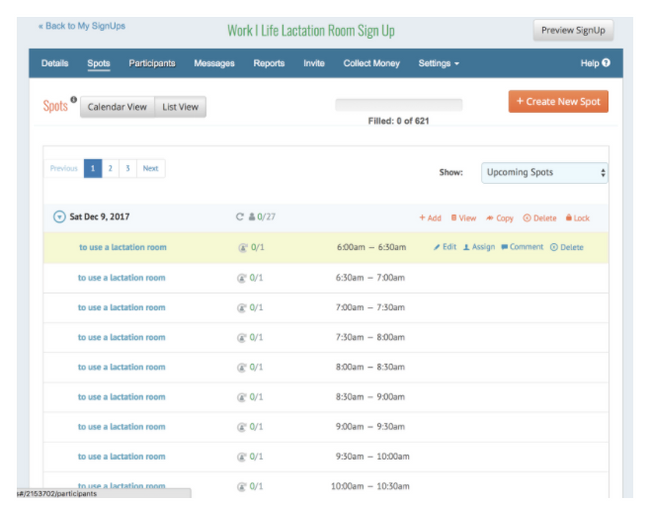 « Back to My SignUps
Work I Life Lactation Room Sign Up
Preview SignUp
Details Spots Participants Messages Reports Invite Collect Money Settings Help
Spots Calendar View List View
+ Create New Spot
Filled: 0 of 621
Previous 1 2 3 Next
Show: Upcoming Spots
Sat Dec 9, 2017 0/27 + Add View Copy Delete Lock
to use a lactation room 0/1 6:00am — 6:30am Edit Assign Comment Delete
to use a lactation room 0/1 6:30am — 7:00am
to use a lactation room 0/1 7:00am — 7:30am
to use a lactation room 0/1 7:30am — 8:00am
to use a lactation room 0/1 8:00am — 8:30am
to use a lactation room 0/1 8:30am — 9:00am
to use a lactation room 0/1 9:00am — 9:30am
to use a lactation room 0/1 9:30am — 10:00am
to use a lactation room 0/1 10:00am — 10:30am
s#/2153702/participants